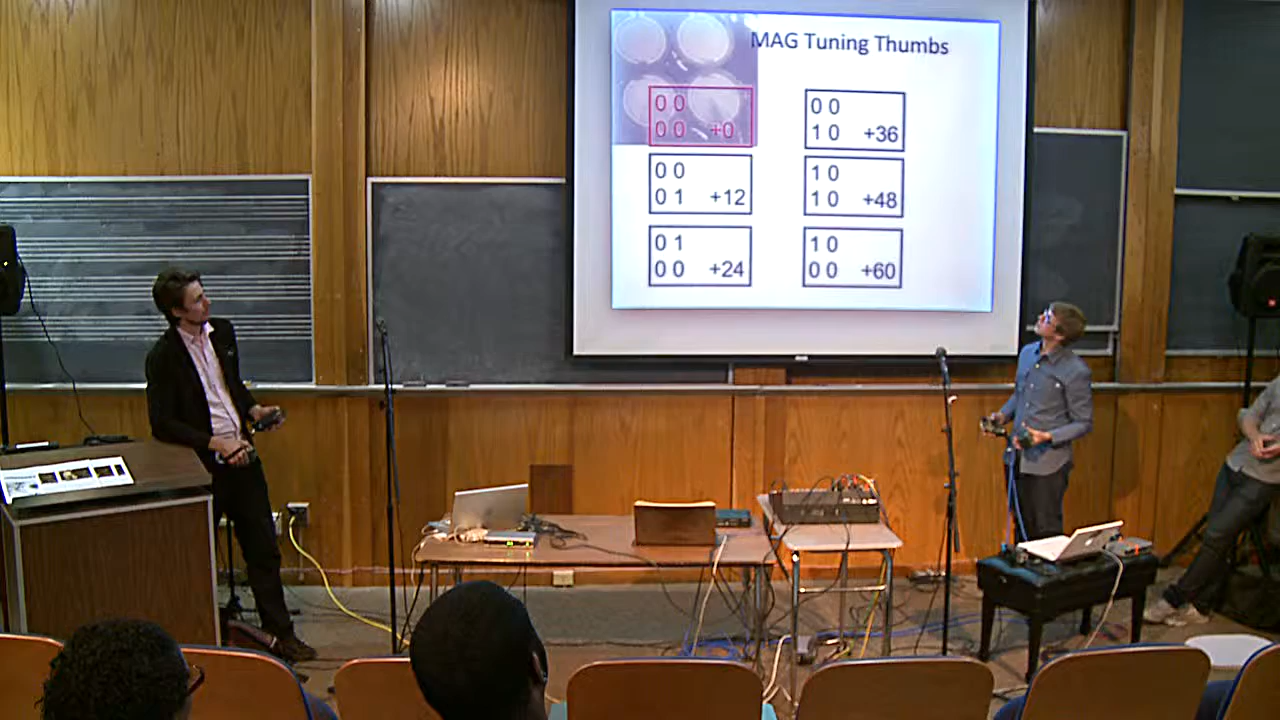 MAG Tuning Thumbs
0 0
0 0 +0
0 0
0 1 +12
0 1
0 0 +24
0 0
1 0 +36
1 0
1 0 +48
1 0
0 0 +60